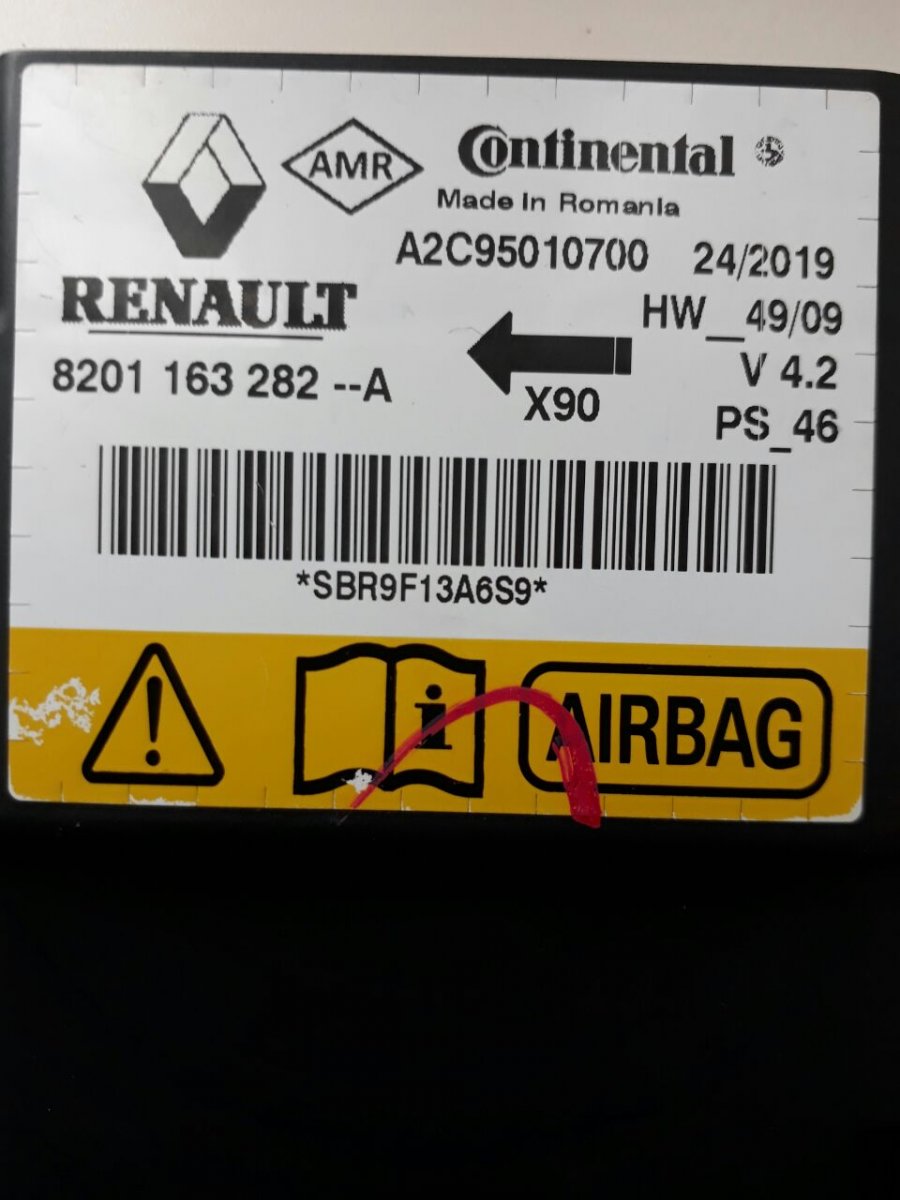 AMR
Continental
Made In Romania
A2C95010700 24/2019
RENAULT
HW__49/09
8201 163 282 --A
V 4.2
X90
PS_46
*SBR9F13A6S9*
i
AIRBAG